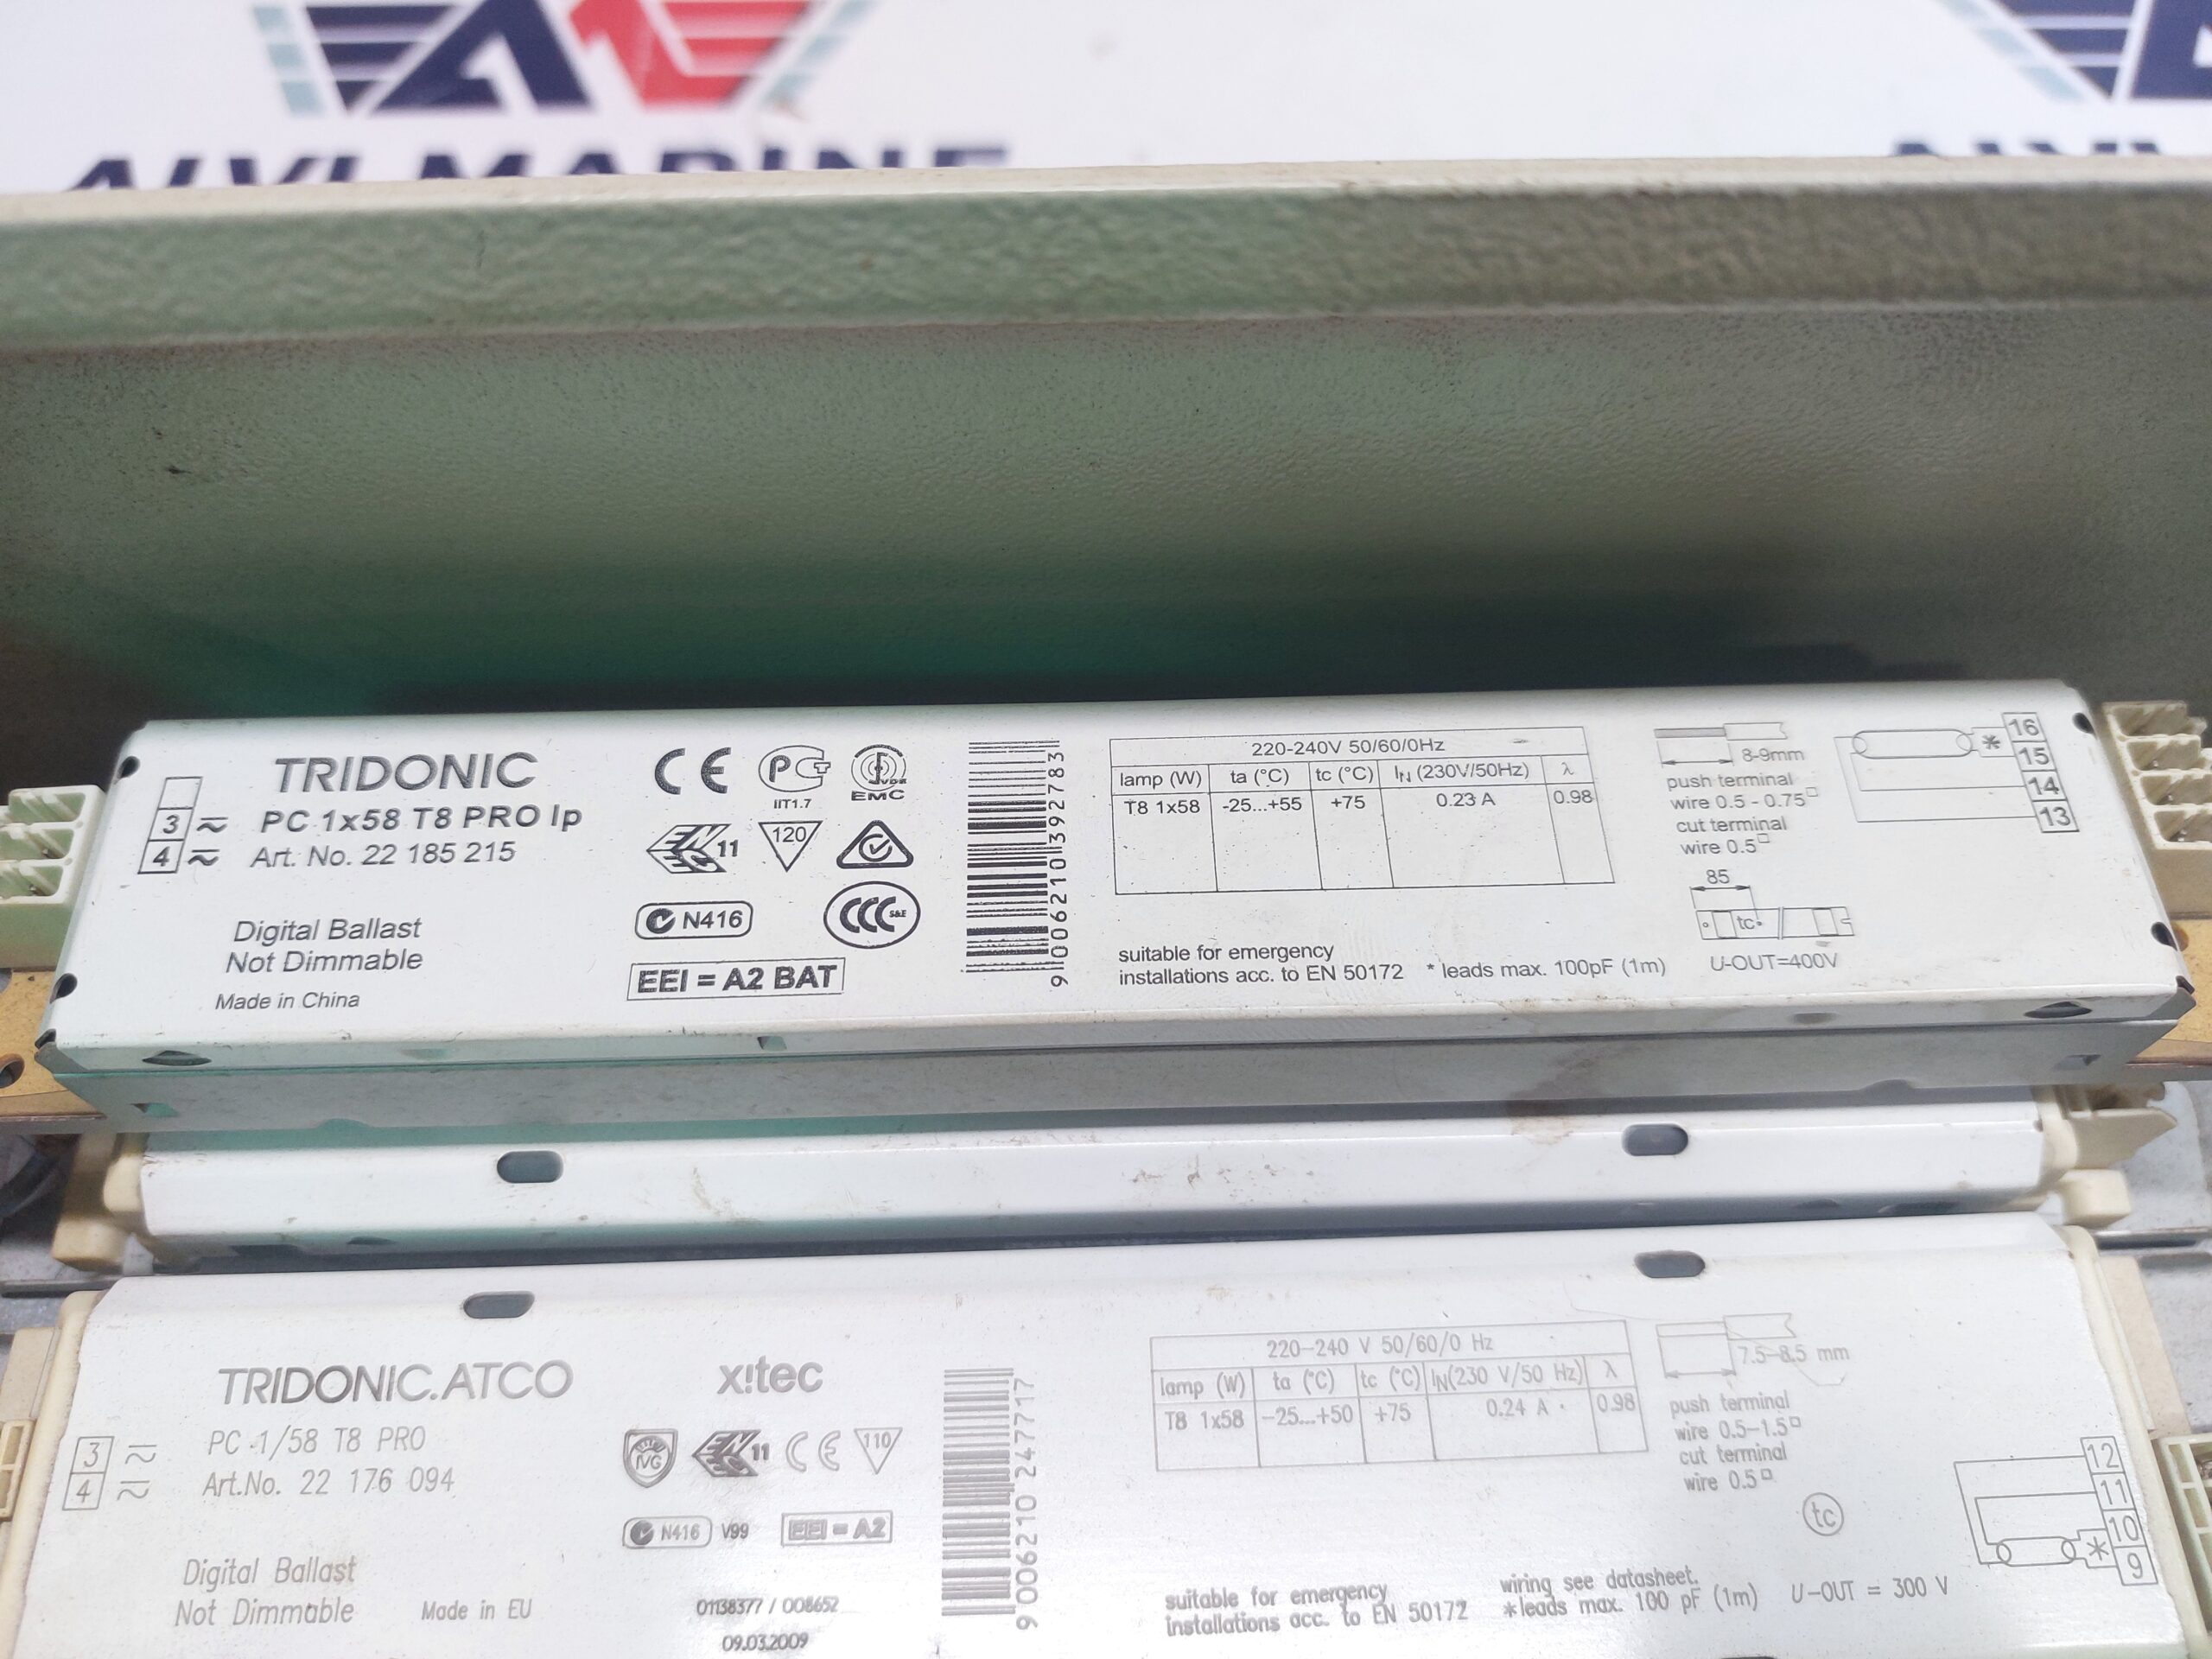 ALVI MARINE
TRIDONIC
3
PC 1x58 T8 PRO lp
4
Art. No. 22 185 215
Digital Ballast
Not Dimmable
Made in China
CE
IIT1.7
VDE
EMC
11
120
N416
CCC S&E
EEI = A2 BAT
9 006210 392783
220-240V 50/60/0Hz
lamp (W) ta (°C) tc (°C) IN (230V/50Hz) λ
T8 1x58 -25...+55 +75 0.23 A 0.98
suitable for emergency
installations acc. to EN 50172 * leads max. 100pF (1m)
8-9mm
push terminal
wire 0.5 - 0.75□
cut terminal
wire 0.5□
85
tc
U-OUT=400V
*
16
15
14
13
TRIDONIC.ATCO
PC 1/58 T8 PRO
3
4
Art.No. 22 176 094
Digital Ballast
Not Dimmable
Made in EU
x!tec
IVG
11
CE
110
N416 V99 EEI = A2
01138377 / 008652
09.03.2009
9 006210 247717
220-240 V 50/60/0 Hz
lamp (W) ta (°C) tc (°C) IN(230 V/50 Hz) λ
T8 1x58 -25...+50 +75 0.24 A 0.98
suitable for emergency
installations acc. to EN 50172
wiring see datasheet.
*leads max. 100 pF (1m) U-OUT = 300 V
7.5-8.5 mm
push terminal
wire 0.5-1.5□
cut terminal
wire 0.5□
tc
12
11
10
*
9